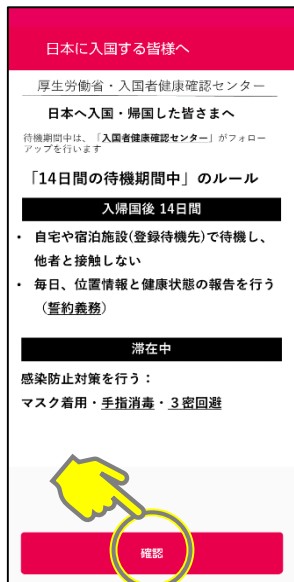 日本に入国する皆様へ
厚生労働省・入国者健康確認センター
日本へ入国・帰国した皆さまへ
待機期間中は、「入国者健康確認センター」がフォロー
アップを行います
「14日間の待機期間中」のルール
入帰国後 14日間
・ 自宅や宿泊施設(登録待機先)で待機し、
他者と接触しない
・ 毎日、位置情報と健康状態の報告を行う
（誓約義務）
滞在中
感染防止対策を行う：
マスク着用・手指消毒・３密回避
確認